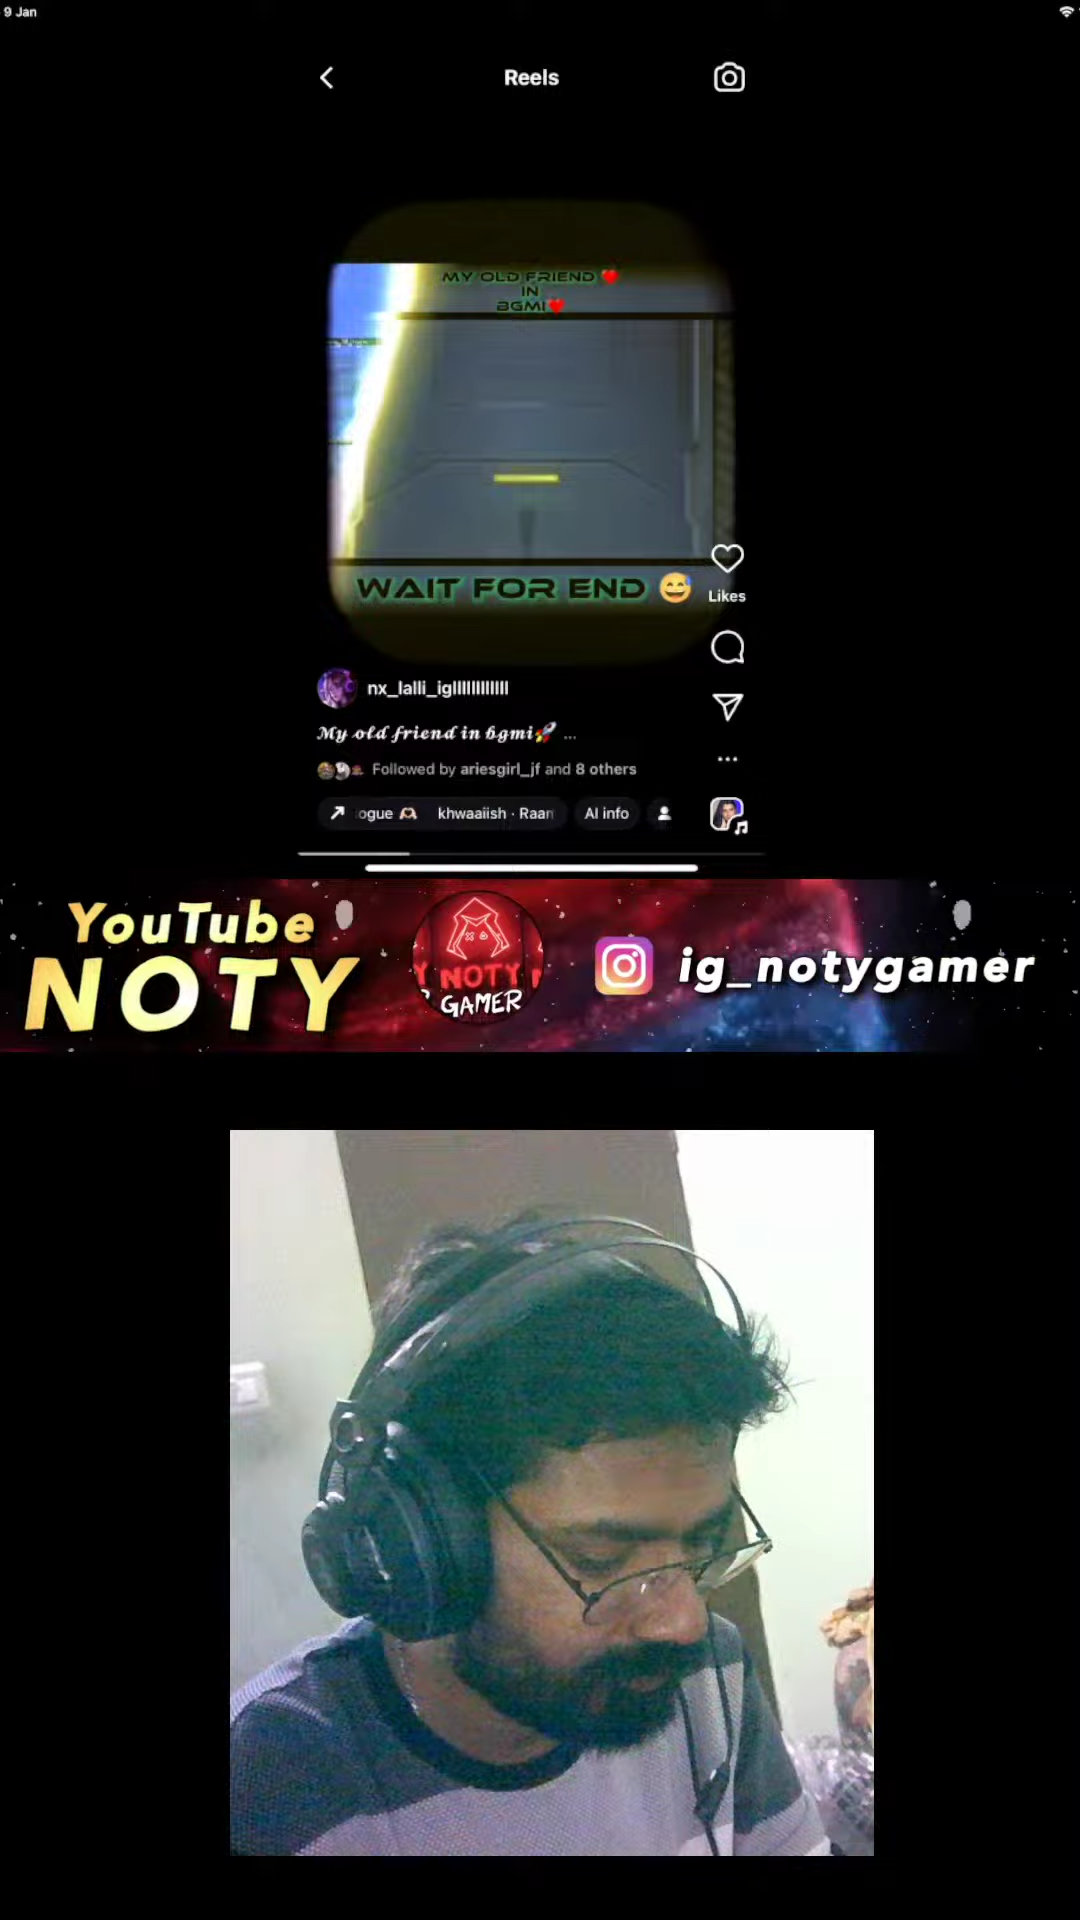 9 Jan
Reels
MY OLD FRIEND ❤️
IN
BGMI❤️
WAIT FOR END 😅
Likes
nx_lalli_iglllllllllllll
My old friend in bgmi🚀 ...
Followed by ariesgirl_jf and 8 others
ogue 🫶 khwaaiish · Raan
AI info
YouTube
NOTY
NOTY
GAMER
ig_notygamer